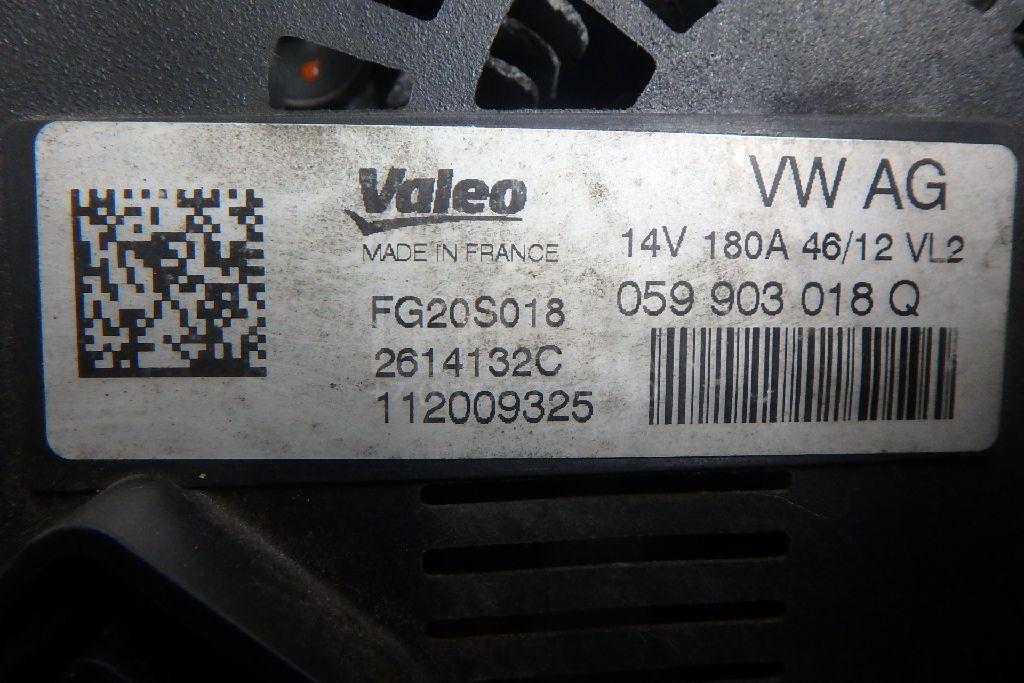 Valeo
MADE IN FRANCE
FG20S018
2614132C
112009325
VW AG
14V 180A 46/12 VL2
059 903 018 Q